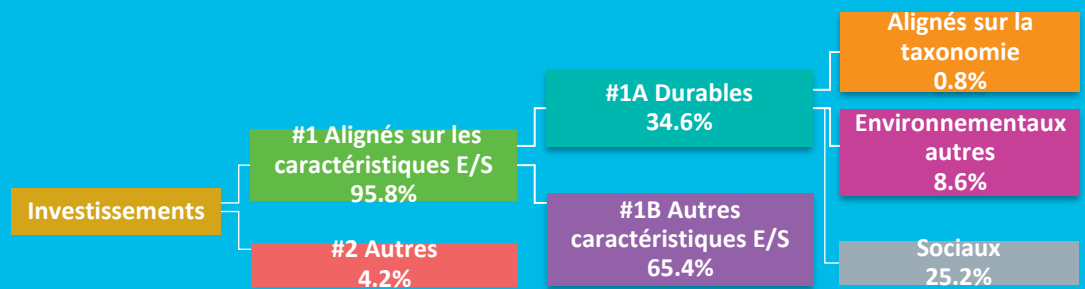 Investissements
#1 Alignés sur les
caractéristiques E/S
95.8%
#2 Autres
4.2%
#1A Durables
34.6%
#1B Autres
caractéristiques E/S
65.4%
Alignés sur la
taxonomie
0.8%
Environnementaux
autres
8.6%
Sociaux
25.2%